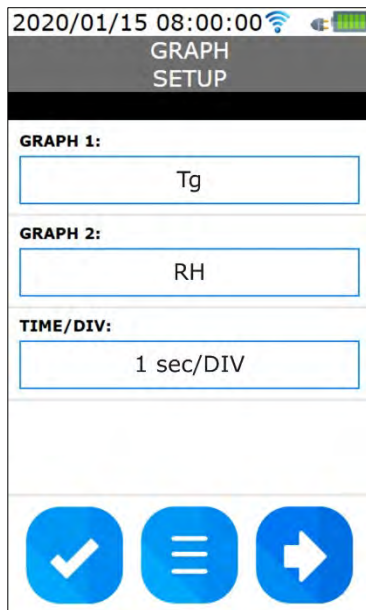 2020/01/15 08:00:00
GRAPH
SETUP
GRAPH 1:
Tg
GRAPH 2:
RH
TIME/DIV:
1 sec/DIV